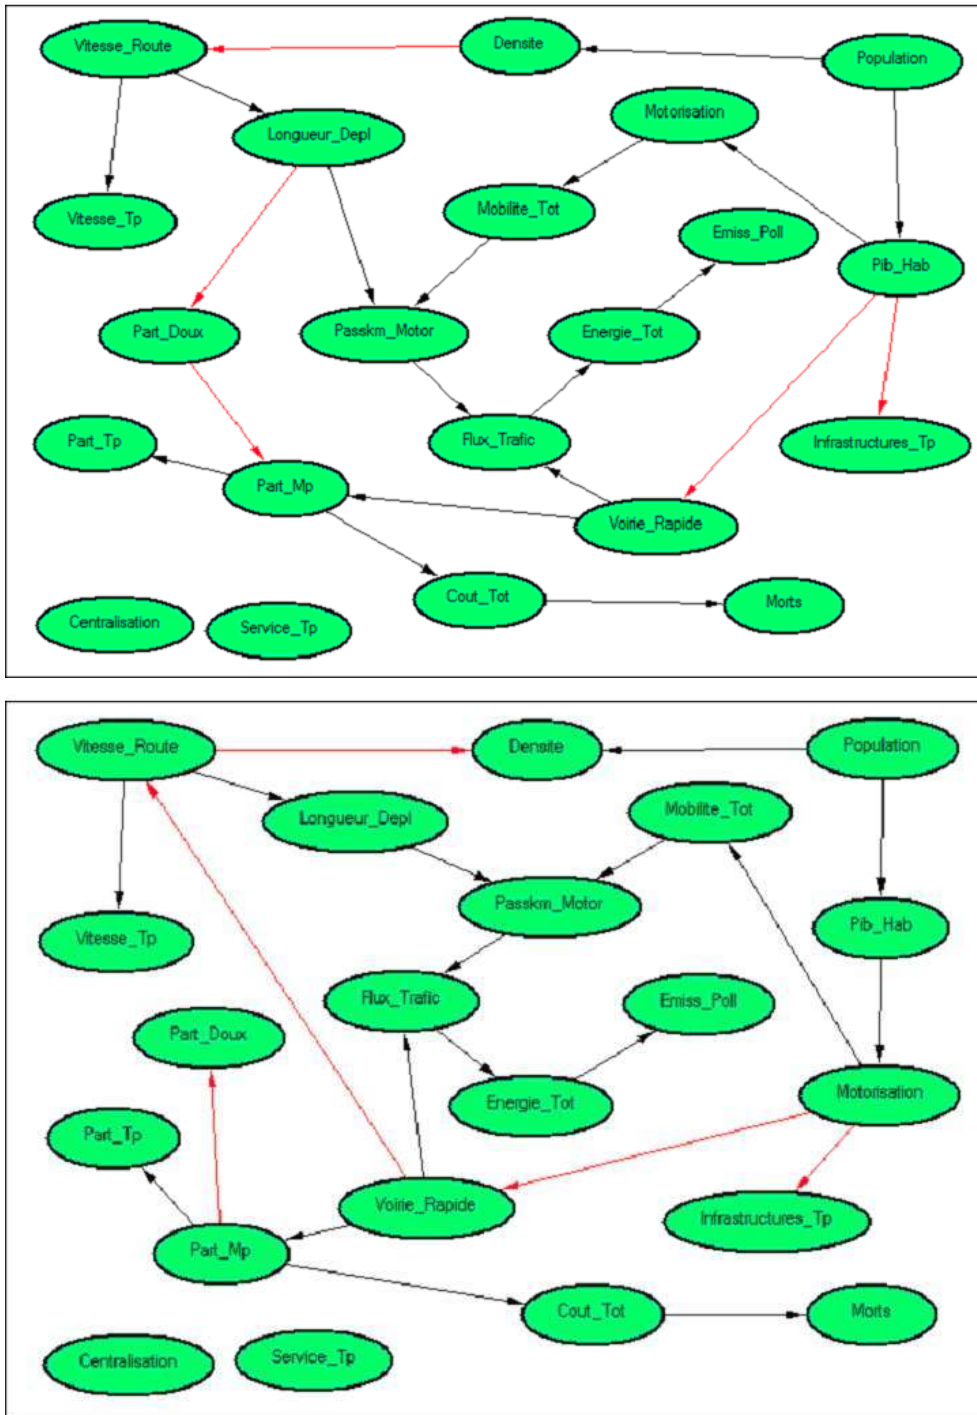 Vitesse_Route
Densite
Population
Motorisation
Longueur_Depl
Vitesse_Tp
Mobilite_Tot
Emiss_Poll
Pib_Hab
Part_Doux
Passkm_Motor
Energie_Tot
Part_Tp
Flux_Trafic
Infrastructures_Tp
Part_Mp
Voirie_Rapide
Cout_Tot
Morts
Centralisation
Service_Tp
Vitesse_Route
Densite
Population
Longueur_Depl
Mobilite_Tot
Passkm_Motor
Vitesse_Tp
Pib_Hab
Flux_Trafic
Emiss_Poll
Part_Doux
Energie_Tot
Motorisation
Part_Tp
Voirie_Rapide
Infrastructures_Tp
Part_Mp
Cout_Tot
Morts
Centralisation
Service_Tp